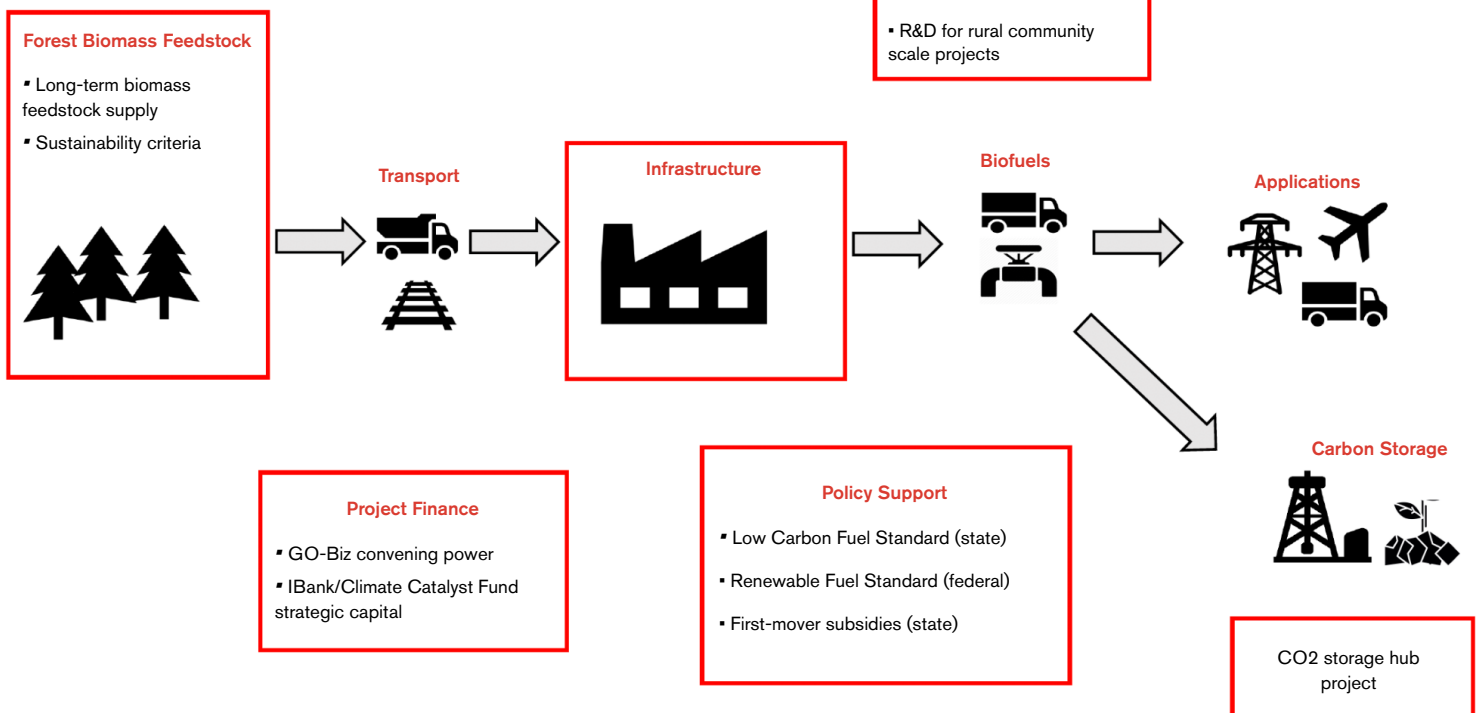 Forest Biomass Feedstock
▪ Long-term biomass
feedstock supply
▪ Sustainability criteria
▪ R&D for rural community
scale projects
Transport
Infrastructure
Biofuels
Applications
Carbon Storage
Project Finance
▪ GO-Biz convening power
▪ IBank/Climate Catalyst Fund
strategic capital
Policy Support
▪ Low Carbon Fuel Standard (state)
▪ Renewable Fuel Standard (federal)
▪ First-mover subsidies (state)
CO2 storage hub
project